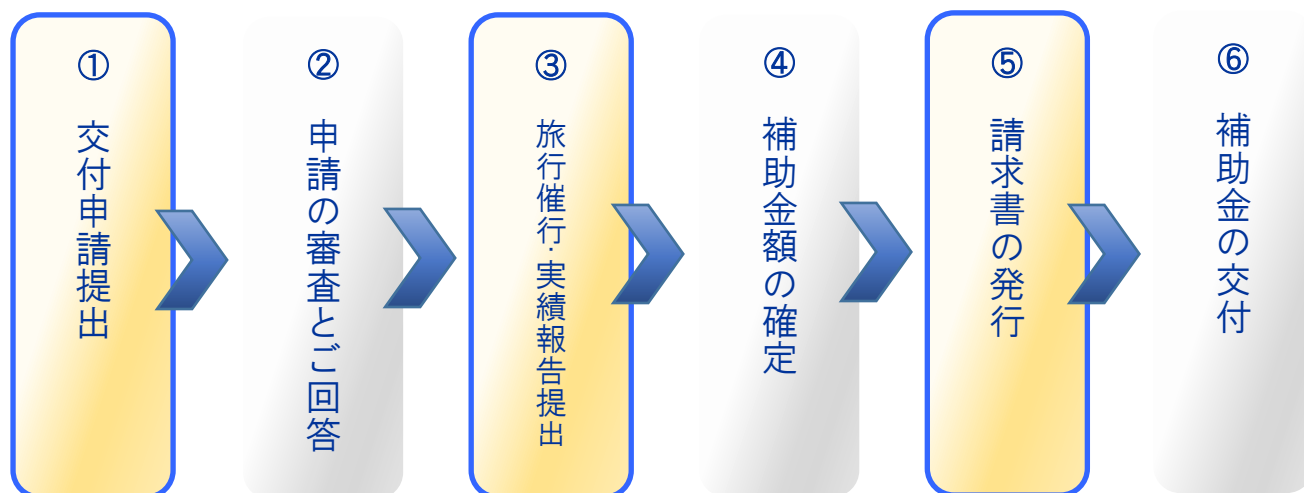 ① 交付申請提出
② 申請の審査とご回答
③ 旅行催行・実績報告提出
④ 補助金額の確定
⑤ 請求書の発行
⑥ 補助金の交付